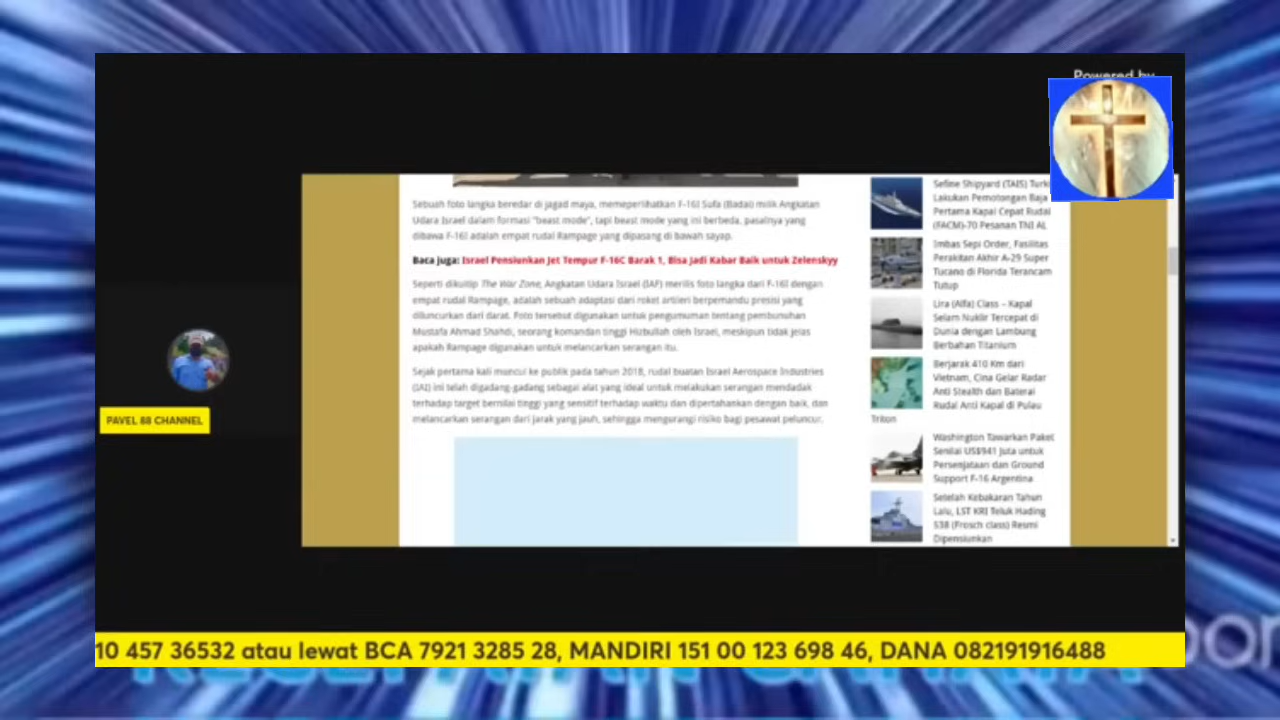 Powered by
Sebuah foto langka beredar di jagad maya, memeperlihatkan F-16I Sufa (Badai) milik Angkatan
Udara Israel dalam formasi "beast mode", tapi beast mode yang ini berbeda, pasalnya yang
dibawa F-16I adalah empat rudal Rampage yang dipasang di bawah sayap.
Baca juga: Israel Pensiunkan Jet Tempur F-16C Barak 1, Bisa Jadi Kabar Baik untuk Zelenskyy
Seperti dikutip The War Zone, Angkatan Udara Israel (IAF) merilis foto langka dari F-16I dengan
empat rudal Rampage, adalah sebuah adaptasi dari roket artileri berpemandu presisi yang
diluncurkan dari darat. Foto tersebut digunakan untuk pengumuman tentang pembunuhan
Mustafa Ahmad Shahdi, seorang komandan tinggi Hizbullah oleh Israel, meskipun tidak jelas
apakah Rampage digunakan untuk melancarkan serangan itu.
Sejak pertama kali muncul ke publik pada tahun 2018, rudal buatan Israel Aerospace Industries
(IAI) ini telah digadang-gadang sebagai alat yang ideal untuk melakukan serangan mendadak
terhadap target bernilai tinggi yang sensitif terhadap waktu dan dipertahankan dengan baik, dan
melancarkan serangan dari jarak yang jauh, sehingga mengurangi risiko bagi pesawat peluncur.
Sefine Shipyard (TAIS) Turki
Lakukan Pemotongan Baja
Pertama Kapal Cepat Rudal
(FACM)-70 Pesanan TNI AL
Imbas Sepi Order, Fasilitas
Perakitan Akhir A-29 Super
Tucano di Florida Terancam
Tutup
Lira (Alfa) Class – Kapal
Selam Nuklir Tercepat di
Dunia dengan Lambung
Berbahan Titanium
Berjarak 410 Km dari
Vietnam, Cina Gelar Radar
Anti Stealth dan Baterai
Rudal Anti Kapal di Pulau
Triton
Washington Tawarkan Paket
Senilai US$941 Juta untuk
Persenjataan dan Ground
Support F-16 Argentina
Setelah Kebakaran Tahun
Lalu, LST KRI Teluk Hading
538 (Frosch class) Resmi
Dipensiunkan
PAVEL 88 CHANNEL
10 457 36532 atau lewat BCA 7921 3285 28, MANDIRI 151 00 123 698 46, DANA 082191916488